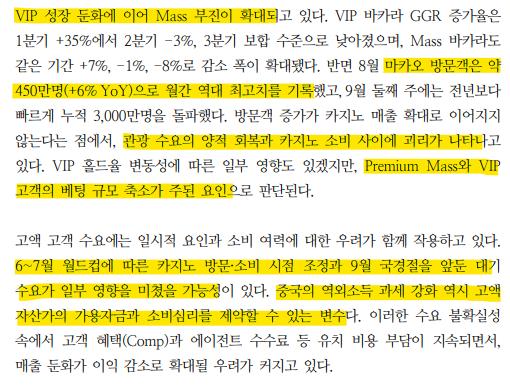 VIP 성장 둔화에 이어 Mass 부진이 확대되고 있다. VIP 바카라 GGR 증가율은
1분기 +35%에서 2분기 -3%, 3분기 보합 수준으로 낮아졌으며, Mass 바카라도
같은 기간 +7%, -1%, -8%로 감소 폭이 확대됐다. 반면 8월 마카오 방문객은 약
450만명(+6% YoY)으로 월간 역대 최고치를 기록했고, 9월 둘째 주에는 전년보다
빠르게 누적 3,000만명을 돌파했다. 방문객 증가가 카지노 매출 확대로 이어지지
않는다는 점에서, 관광 수요의 양적 회복과 카지노 소비 사이에 괴리가 나타나고
있다. VIP 홀드율 변동성에 따른 일부 영향도 있겠지만, Premium Mass와 VIP
고객의 베팅 규모 축소가 주된 요인으로 판단된다.
고액 고객 수요에는 일시적 요인과 소비 여력에 대한 우려가 함께 작용하고 있다.
6~7월 월드컵에 따른 카지노 방문·소비 시점 조정과 9월 국경절을 앞둔 대기
수요가 일부 영향을 미쳤을 가능성이 있다. 중국의 역외소득 과세 강화 역시 고액
자산가의 가용자금과 소비심리를 제약할 수 있는 변수다. 이러한 수요 불확실성
속에서 고객 혜택(Comp)과 에이전트 수수료 등 유치 비용 부담이 지속되면서,
매출 둔화가 이익 감소로 확대될 우려가 커지고 있다.